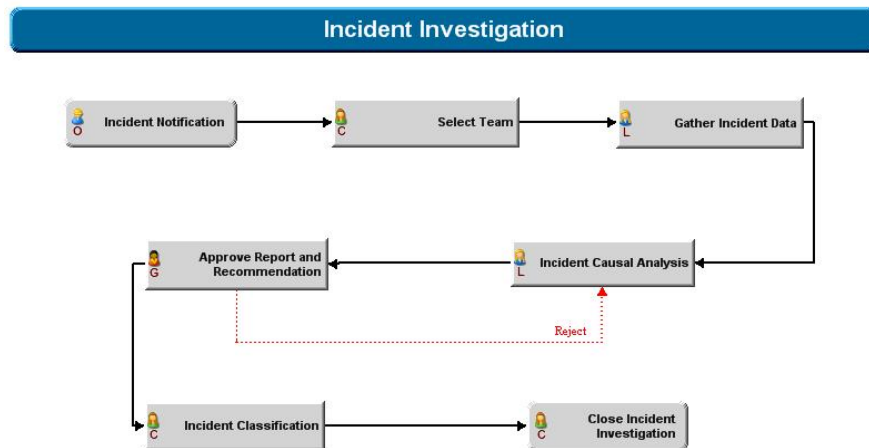 Incident Investigation
O
Incident Notification
C
Select Team
L
Gather Incident Data
G
Approve Report and
Recommendation
L
Incident Causal Analysis
Reject
C
Incident Classification
C
Close Incident
Investigation